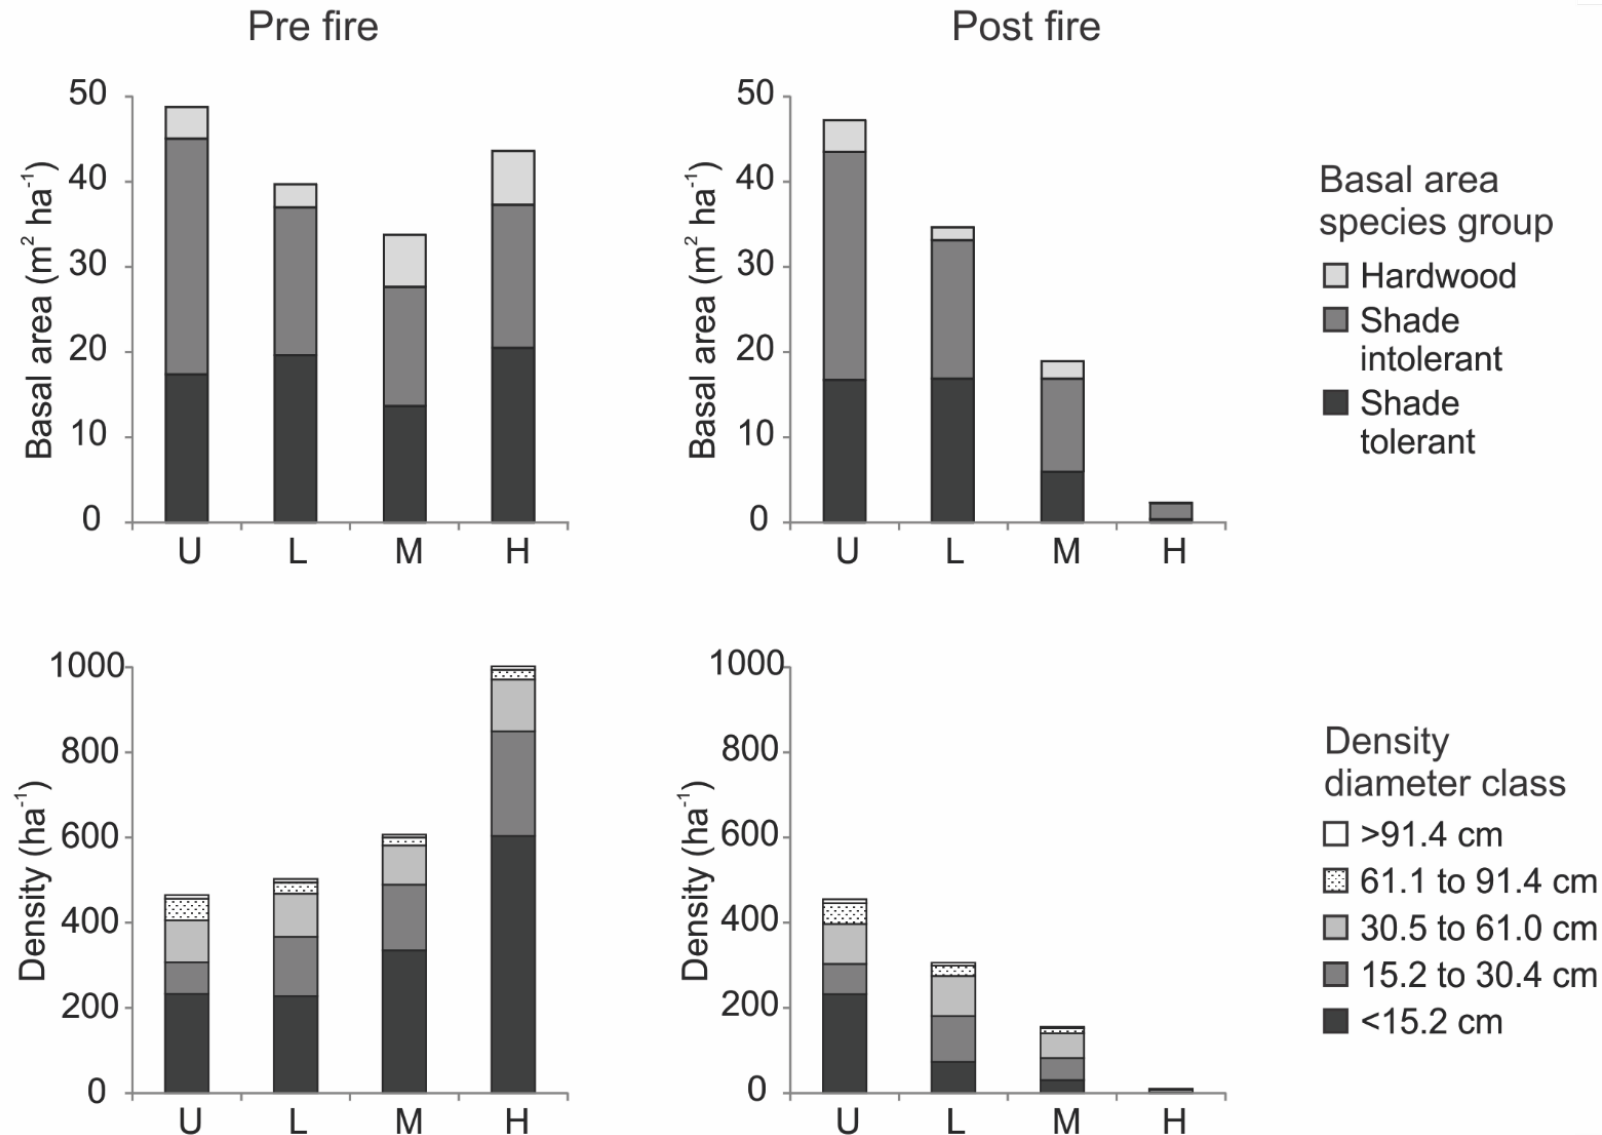 Pre fire
Post fire
Basal area (m² ha⁻¹)
50
40
30
20
10
0
U L M H
Basal area (m² ha⁻¹)
50
40
30
20
10
0
U L M H
Basal area
species group
Hardwood
Shade
intolerant
Shade
tolerant
Density (ha⁻¹)
1000
800
600
400
200
0
U L M H
Density (ha⁻¹)
1000
800
600
400
200
0
U L M H
Density
diameter class
>91.4 cm
61.1 to 91.4 cm
30.5 to 61.0 cm
15.2 to 30.4 cm
<15.2 cm